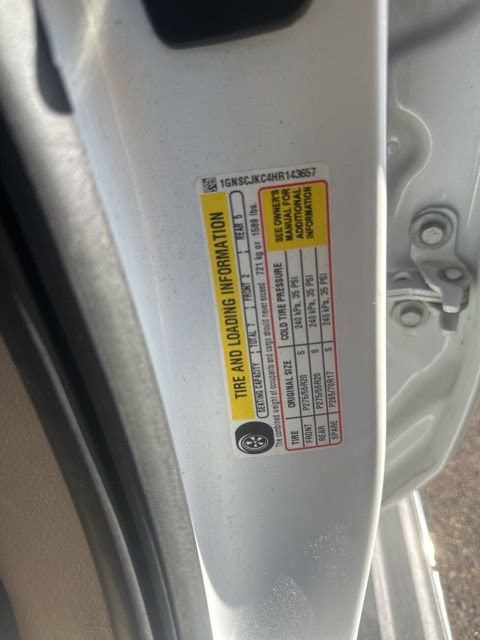 1GNSCJKC4HR143657
TIRE AND LOADING INFORMATION
SEATING CAPACITY TOTAL 7 FRONT 2 REAR 5
The combined weight of occupants and cargo should never exceed 721 kg or 1589 lbs.
TIRE ORIGINAL SIZE COLD TIRE PRESSURE
FRONT P275/55R20 S 240 kPa, 35 PSI
REAR P275/55R20 S 240 kPa, 35 PSI
SPARE P265/70R17 S 240 kPa, 35 PSI
SEE OWNER'S
MANUAL FOR
ADDITIONAL
INFORMATION